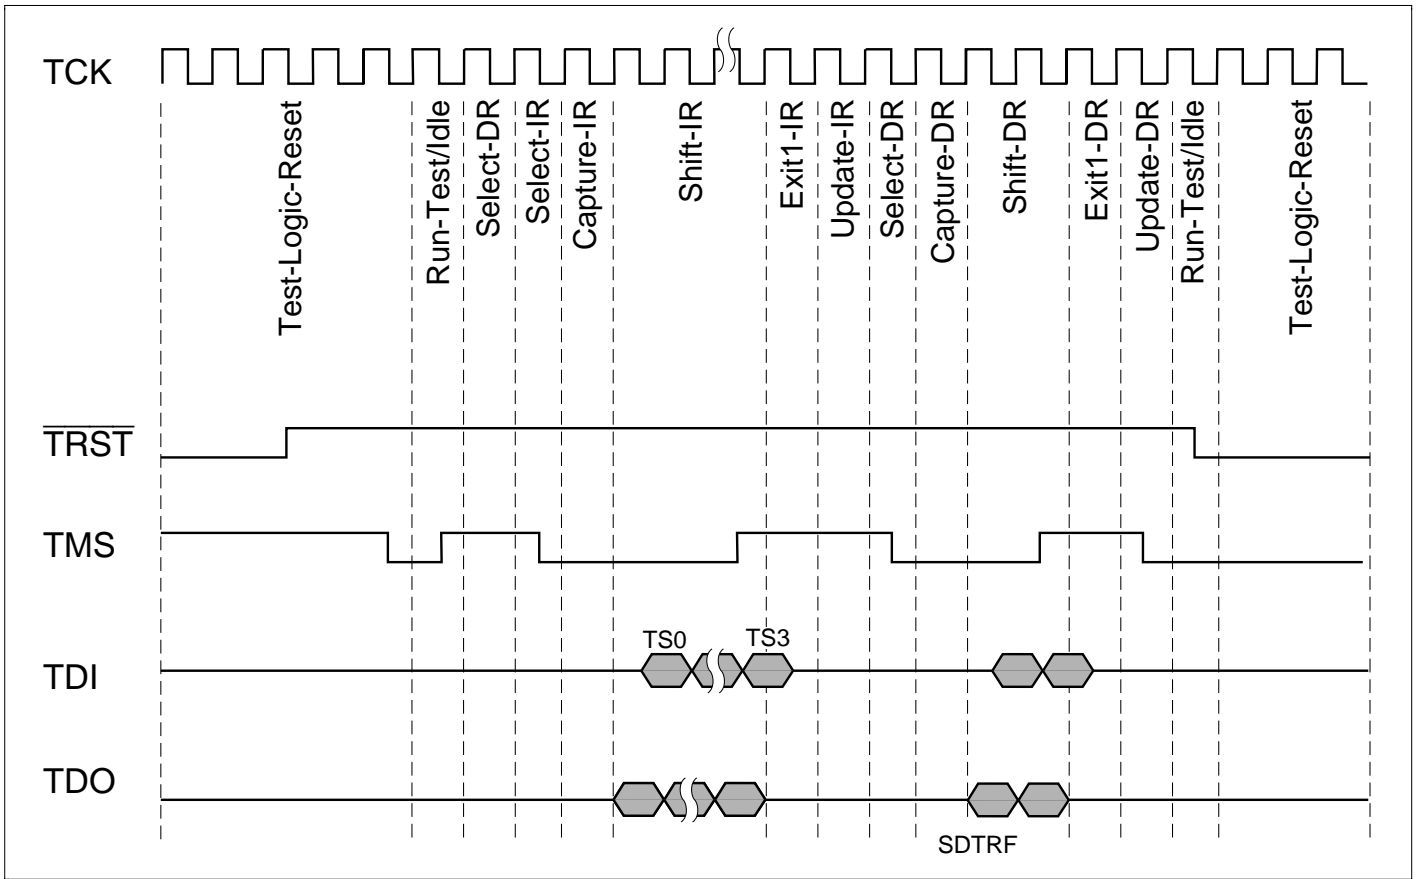 TCK
Test-Logic-Reset
Run-Test/Idle
Select-DR
Select-IR
Capture-IR
Shift-IR
Exit1-IR
Update-IR
Select-DR
Capture-DR
Shift-DR
Exit1-DR
Update-DR
Run-Test/Idle
Test-Logic-Reset
TRST
TMS
TDI
TS0
TS3
TDO
SDTRF